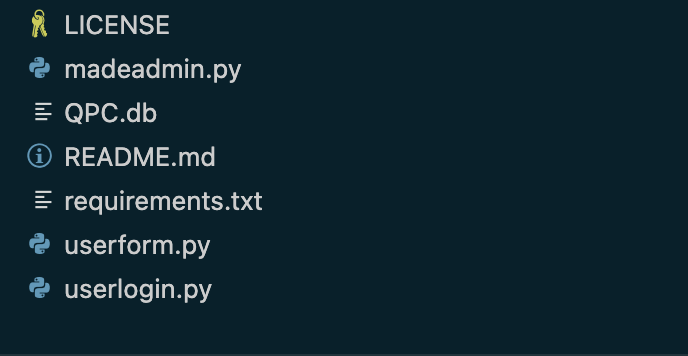 LICENSE
madeadmin.py
QPC.db
README.md
requirements.txt
userform.py
userlogin.py